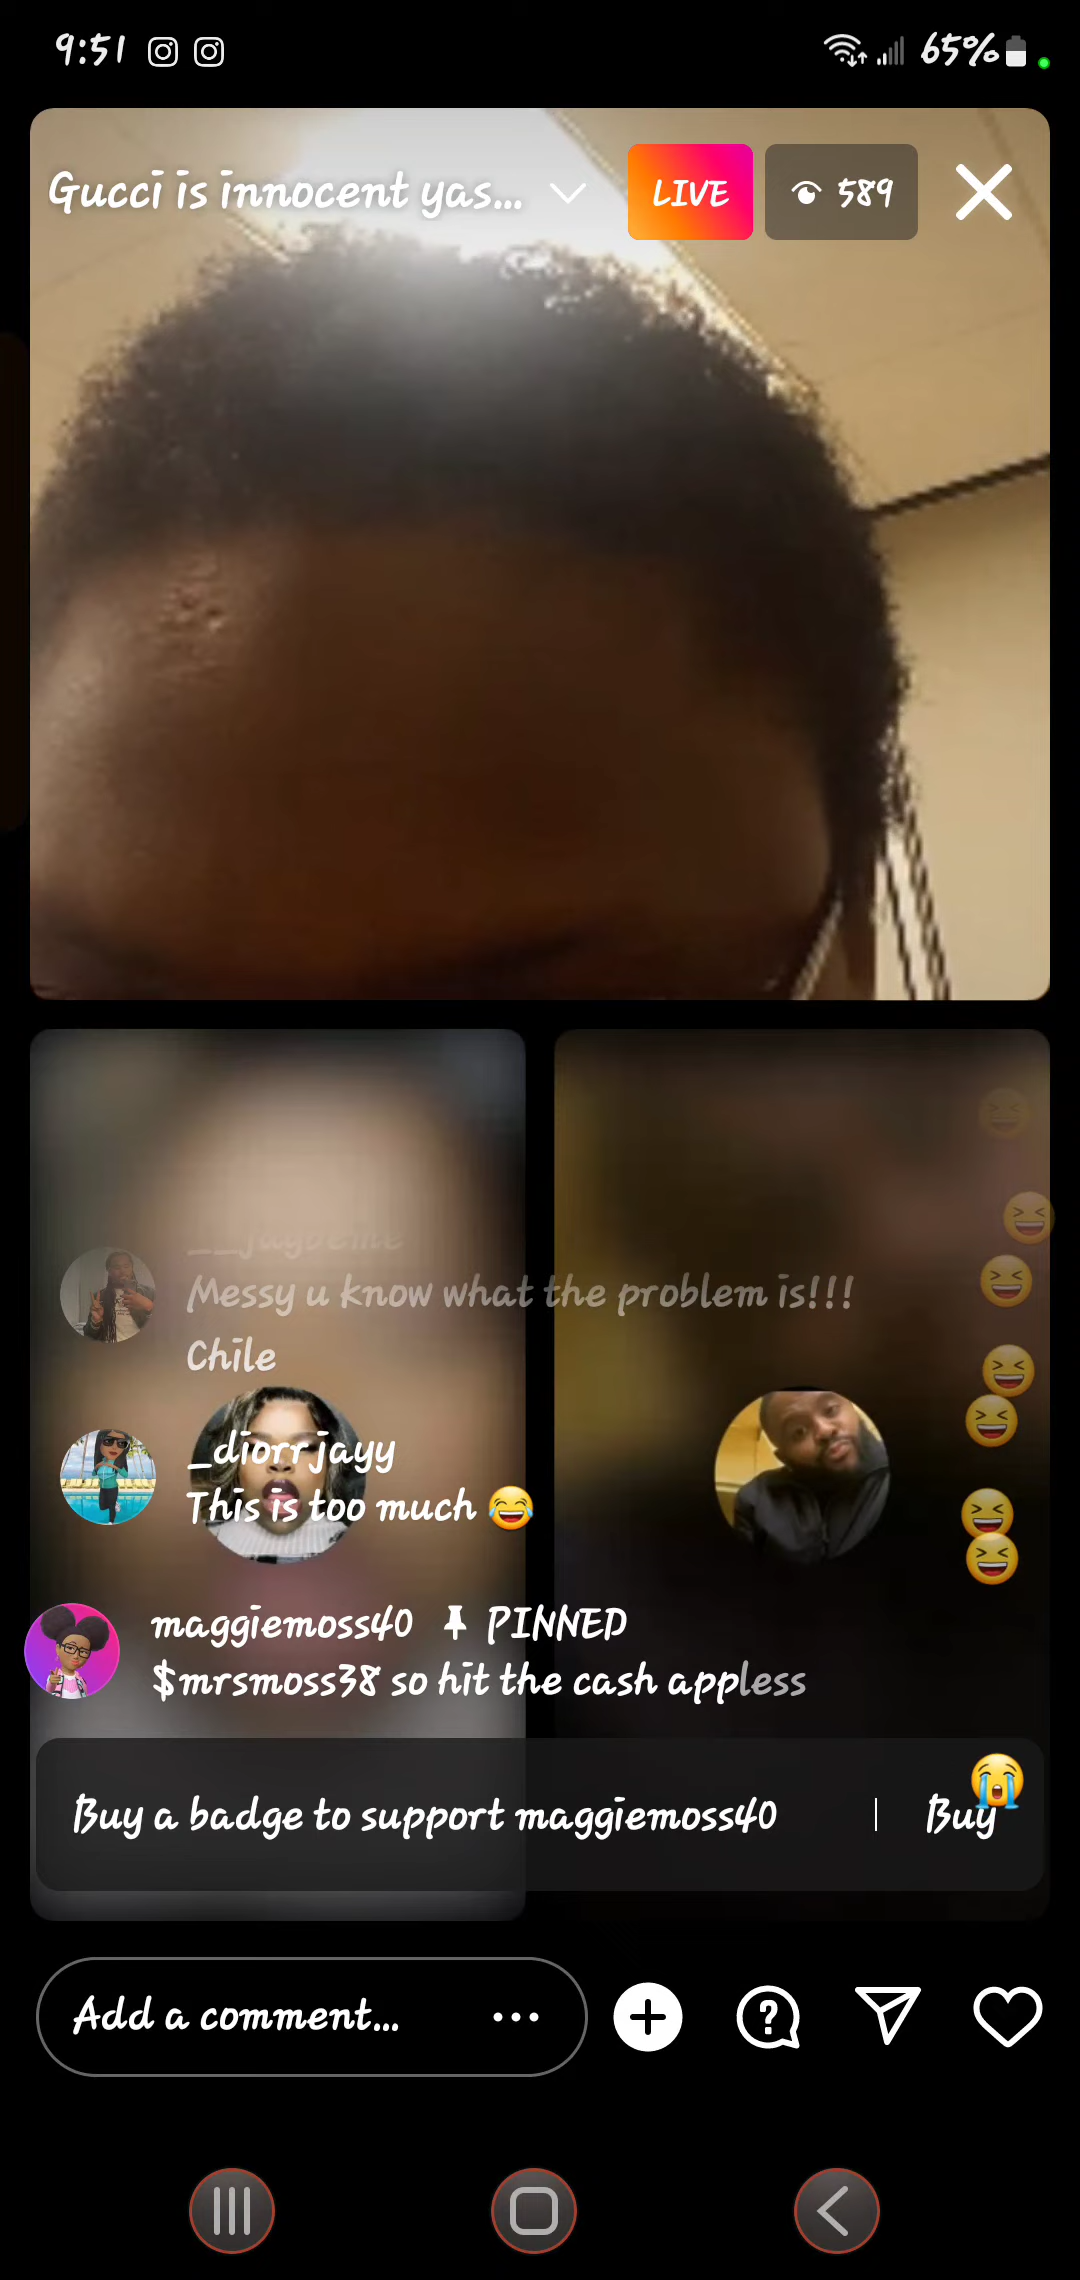 9:51
65%
Gucci is innocent yas...
LIVE
589
__jaybeme
Messy u know what the problem is!!!
Chile
_diorrjayy
This is too much 😂
maggiemoss40 PINNED
$mrsmoss38 so hit the cash appless
Buy a badge to support maggiemoss40 | Buy
Add a comment...